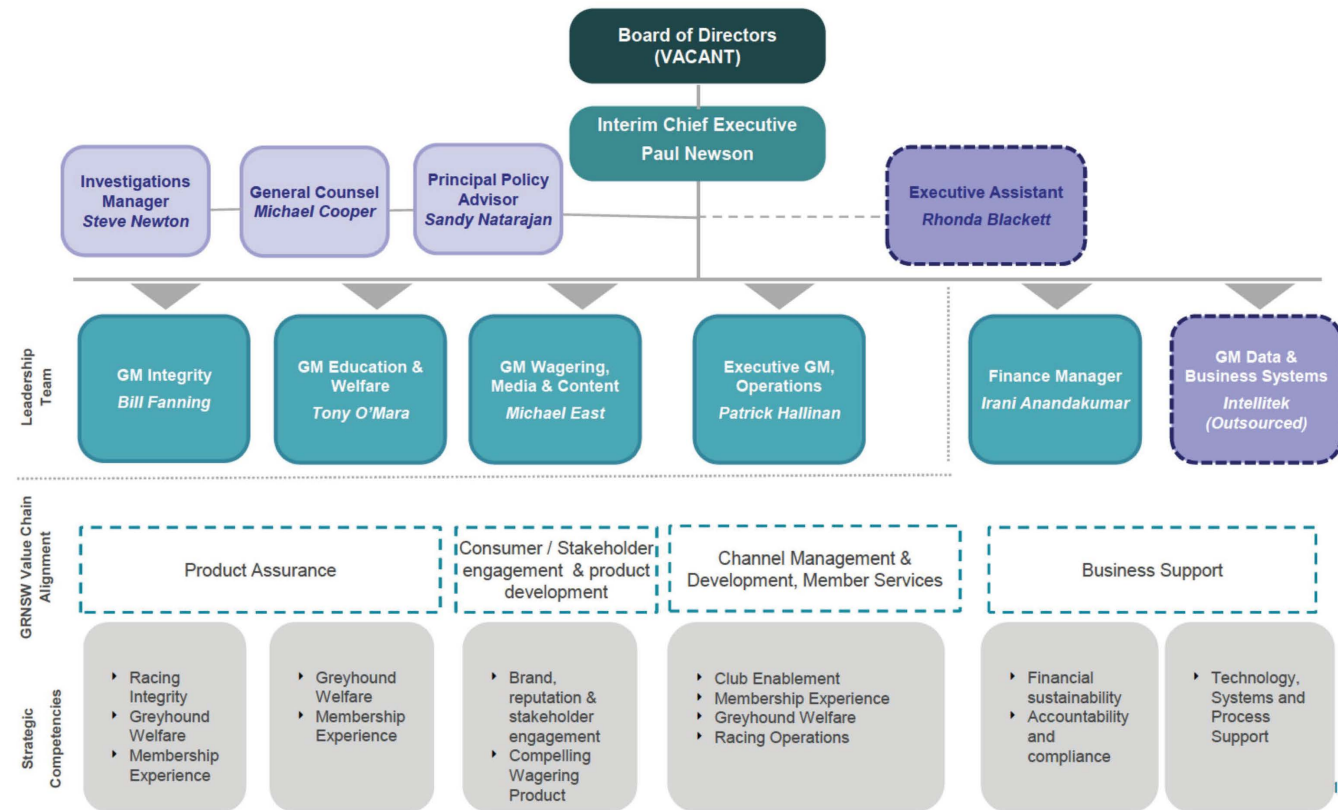 Board of Directors
(VACANT)
Interim Chief Executive
Paul Newson
Investigations
Manager
Steve Newton
General Counsel
Michael Cooper
Principal Policy
Advisor
Sandy Natarajan
Executive Assistant
Rhonda Blackett
Leadership
Team
GM Integrity
Bill Fanning
GM Education &
Welfare
Tony O'Mara
GM Wagering,
Media & Content
Michael East
Executive GM,
Operations
Patrick Hallinan
Finance Manager
Irani Anandakumar
GM Data &
Business Systems
Intellitek
(Outsourced)
GRNSW Value Chain
Alignment
Product Assurance
Consumer / Stakeholder
engagement & product
development
Channel Management &
Development, Member Services
Business Support
Strategic
Competencies
‣ Racing
Integrity
‣ Greyhound
Welfare
‣ Membership
Experience
‣ Greyhound
Welfare
‣ Membership
Experience
‣ Brand,
reputation &
stakeholder
engagement
‣ Compelling
Wagering
Product
‣ Club Enablement
‣ Membership Experience
‣ Greyhound Welfare
‣ Racing Operations
‣ Financial
sustainability
‣ Accountability
and
compliance
‣ Technology,
Systems and
Process
Support